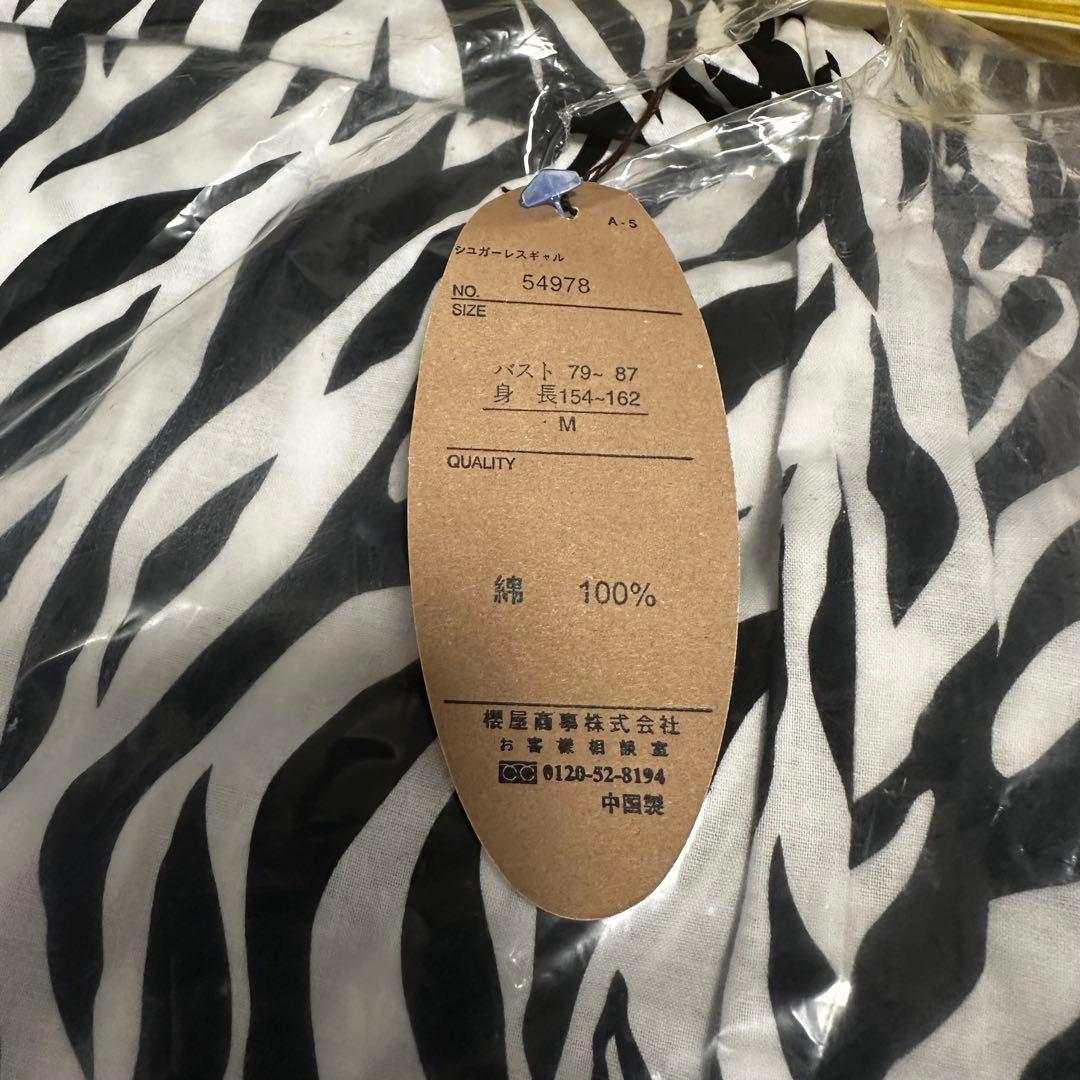 A-5
シュガーレスギャル
NO. 54978
SIZE
バスト 79~ 87
身 長154~162
M
QUALITY
綿 100%
櫻屋商事株式会社
お客様相談室
0120-52-8194
中国製